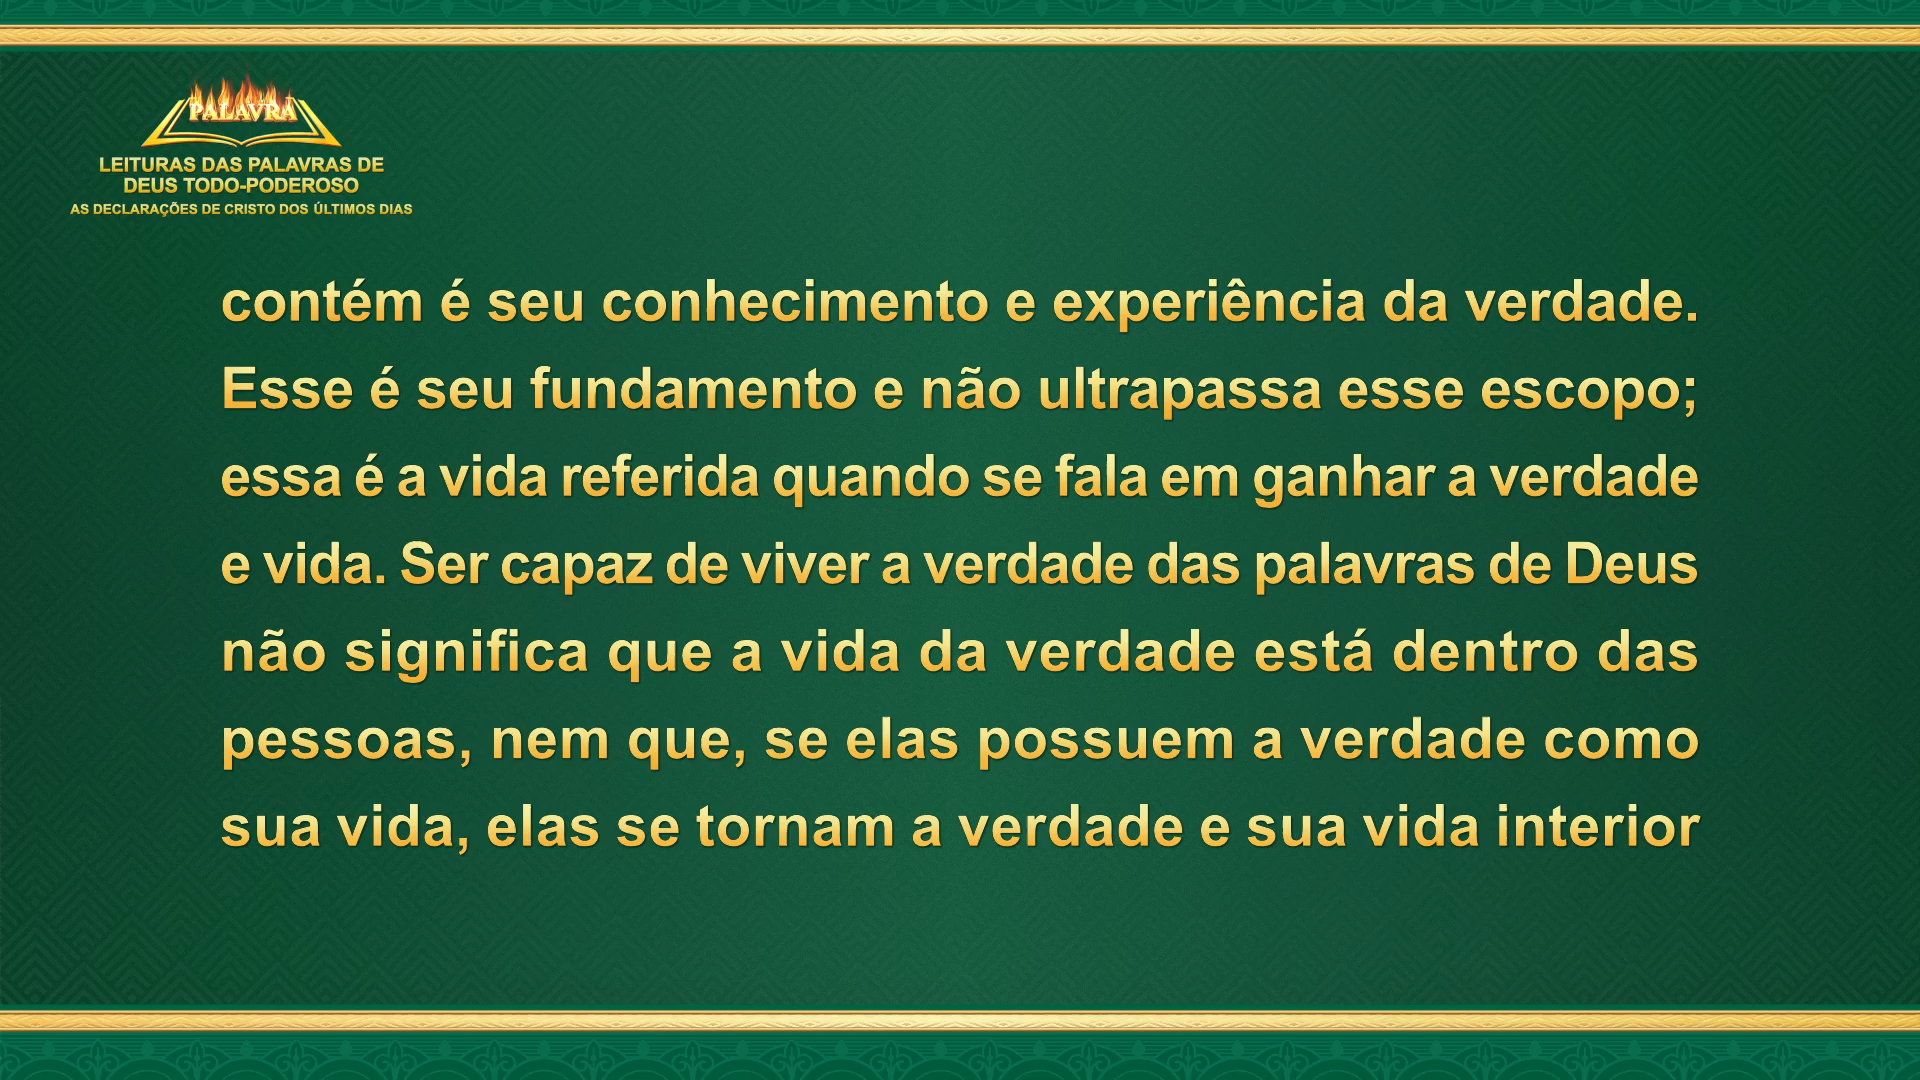 PALAVRA
LEITURAS DAS PALAVRAS DE
DEUS TODO-PODEROSO
AS DECLARAÇÕES DE CRISTO DOS ÚLTIMOS DIAS
contém é seu conhecimento e experiência da verdade.
Esse é seu fundamento e não ultrapassa esse escopo;
essa é a vida referida quando se fala em ganhar a verdade
e vida. Ser capaz de viver a verdade das palavras de Deus
não significa que a vida da verdade está dentro das
pessoas, nem que, se elas possuem a verdade como
sua vida, elas se tornam a verdade e sua vida interior